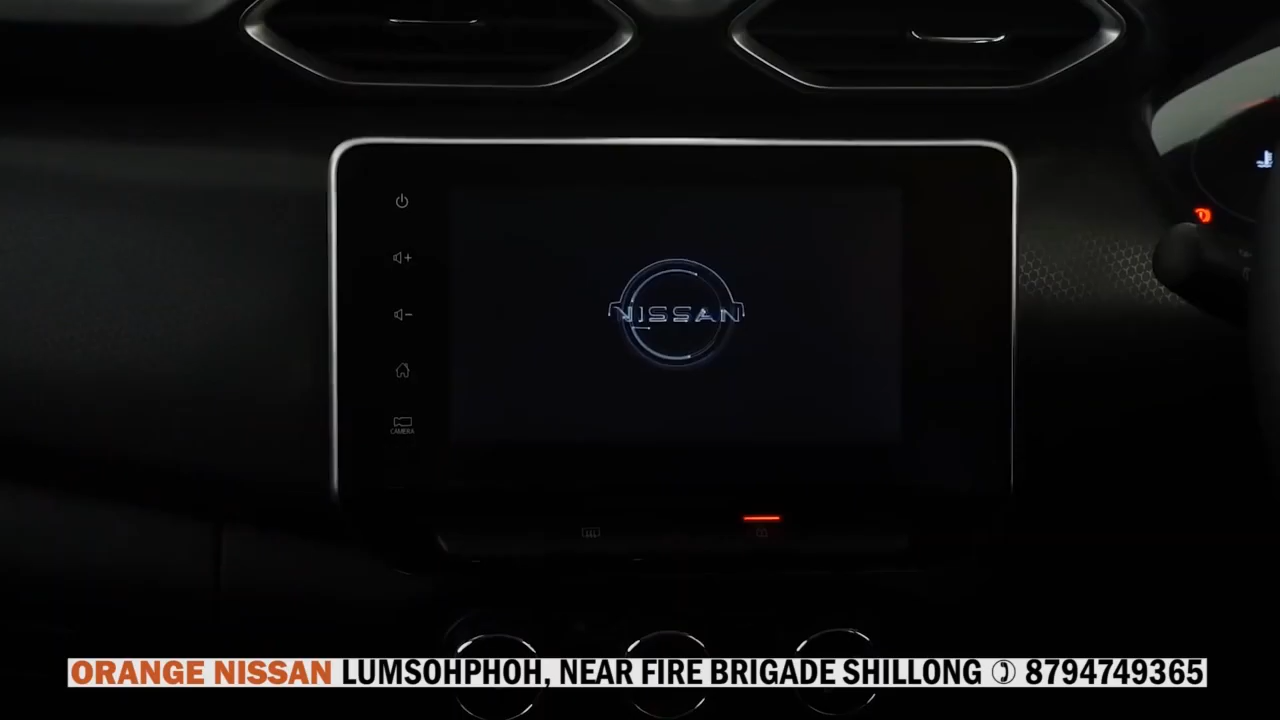 NISSAN
CAMERA
ORANGE NISSAN LUMSOHPHOH, NEAR FIRE BRIGADE SHILLONG ✆ 8794749365